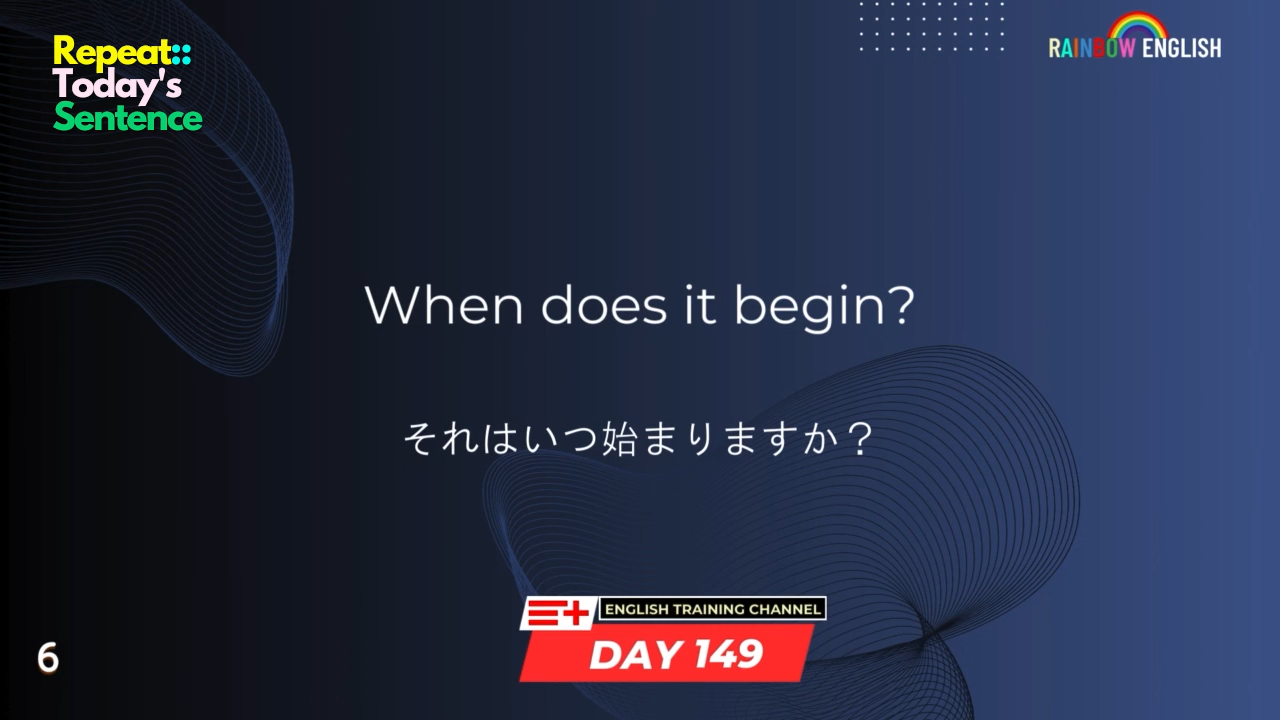 Repeat::
Today's
Sentence
RAINBOW ENGLISH
When does it begin?
それはいつ始まりますか？
E+ ENGLISH TRAINING CHANNEL
DAY 149
6